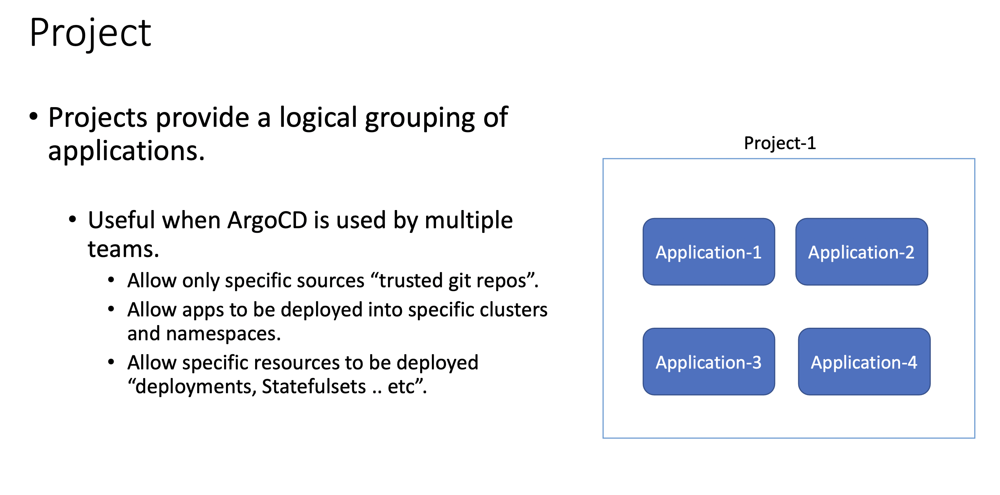 Project
• Projects provide a logical grouping of
applications.
• Useful when ArgoCD is used by multiple
teams.
• Allow only specific sources “trusted git repos”.
• Allow apps to be deployed into specific clusters
and namespaces.
• Allow specific resources to be deployed
“deployments, Statefulsets .. etc”.
Project-1
Application-1
Application-2
Application-3
Application-4